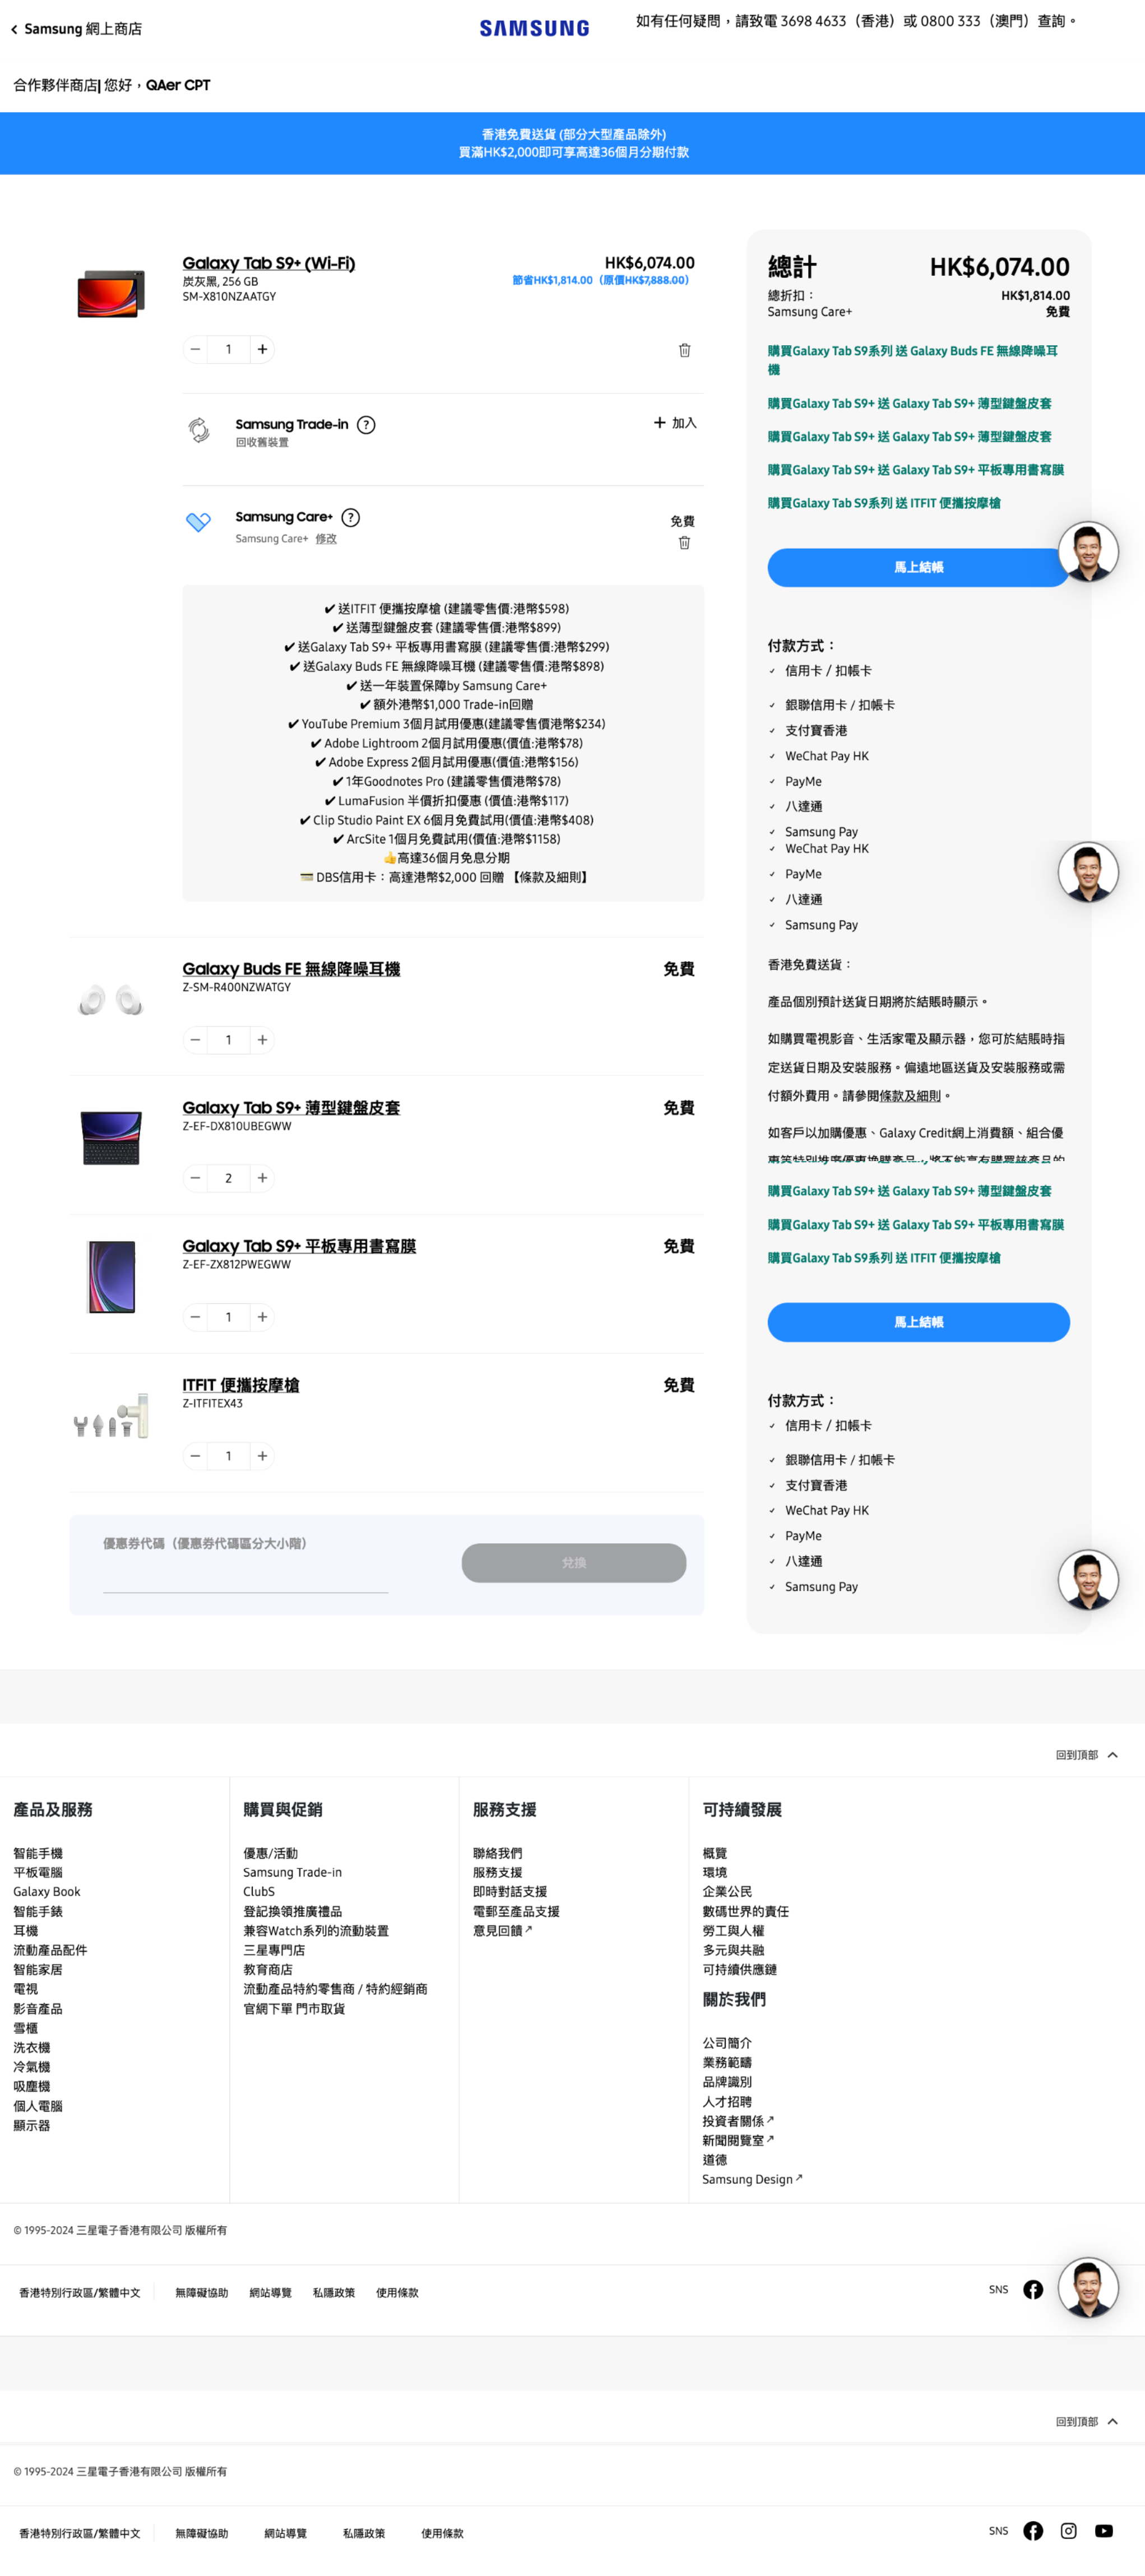 Samsung 網上商店
SAMSUNG
如有任何疑問，請致電 3698 4633（香港）或 0800 333（澳門）查詢。
合作夥伴商店| 您好，QAer CPT
香港免費送貨 (部分大型產品除外)
買滿HK$2,000即可享高達36個月分期付款
Galaxy Tab S9+ (Wi-Fi)
HK$6,074.00
炭灰黑, 256 GB
節省HK$1,814.00（原價HK$7,888.00）
SM-X810NZAATGY
1
Samsung Trade-in ?
加入
回收舊裝置
Samsung Care+ ?
免費
Samsung Care+ 修改
✔ 送ITFIT 便攜按摩槍 (建議零售價:港幣$598)
✔ 送薄型鍵盤皮套 (建議零售價:港幣$899)
✔ 送Galaxy Tab S9+ 平板專用書寫膜 (建議零售價:港幣$299)
✔ 送Galaxy Buds FE 無線降噪耳機 (建議零售價:港幣$898)
✔ 送一年裝置保障by Samsung Care+
✔ 額外港幣$1,000 Trade-in回贈
✔ YouTube Premium 3個月試用優惠(建議零售價港幣$234)
✔ Adobe Lightroom 2個月試用優惠(價值:港幣$78)
✔ Adobe Express 2個月試用優惠(價值:港幣$156)
✔ 1年Goodnotes Pro (建議零售價港幣$78)
✔ LumaFusion 半價折扣優惠 (價值:港幣$117)
✔ Clip Studio Paint EX 6個月免費試用(價值:港幣$408)
✔ ArcSite 1個月免費試用(價值:港幣$1158)
👍高達36個月免息分期
💳 DBS信用卡：高達港幣$2,000 回贈 【條款及細則】
Galaxy Buds FE 無線降噪耳機
免費
Z-SM-R400NZWATGY
1
Galaxy Tab S9+ 薄型鍵盤皮套
免費
Z-EF-DX810UBEGWW
2
Galaxy Tab S9+ 平板專用書寫膜
免費
Z-EF-ZX812PWEGWW
1
ITFIT 便攜按摩槍
免費
Z-ITFITEX43
1
優惠券代碼（優惠券代碼區分大小階）
兌換
總計
HK$6,074.00
總折扣：
HK$1,814.00
Samsung Care+
免費
購買Galaxy Tab S9系列 送 Galaxy Buds FE 無線降噪耳
機
購買Galaxy Tab S9+ 送 Galaxy Tab S9+ 薄型鍵盤皮套
購買Galaxy Tab S9+ 送 Galaxy Tab S9+ 薄型鍵盤皮套
購買Galaxy Tab S9+ 送 Galaxy Tab S9+ 平板專用書寫膜
購買Galaxy Tab S9系列 送 ITFIT 便攜按摩槍
馬上結帳
付款方式：
信用卡 / 扣帳卡
銀聯信用卡 / 扣帳卡
支付寶香港
WeChat Pay HK
PayMe
八達通
Samsung Pay
WeChat Pay HK
PayMe
八達通
Samsung Pay
香港免費送貨：
產品個別預計送貨日期將於結賬時顯示。
如購買電視影音、生活家電及顯示器，您可於結賬時指
定送貨日期及安裝服務。偏遠地區送貨及安裝服務或需
付額外費用。請參閱條款及細則。
如客戶以加購優惠、Galaxy Credit網上消費額、組合優
購買Galaxy Tab S9+ 送 Galaxy Tab S9+ 薄型鍵盤皮套
購買Galaxy Tab S9+ 送 Galaxy Tab S9+ 平板專用書寫膜
購買Galaxy Tab S9系列 送 ITFIT 便攜按摩槍
馬上結帳
付款方式：
信用卡 / 扣帳卡
銀聯信用卡 / 扣帳卡
支付寶香港
WeChat Pay HK
PayMe
八達通
Samsung Pay
回到頂部
產品及服務
智能手機
平板電腦
Galaxy Book
智能手錶
耳機
流動產品配件
智能家居
電視
影音產品
雪櫃
洗衣機
冷氣機
吸塵機
個人電腦
顯示器
購買與促銷
優惠/活動
Samsung Trade-in
ClubS
登記換領推廣禮品
兼容Watch系列的流動裝置
三星專門店
教育商店
流動產品特約零售商 / 特約經銷商
官網下單 門市取貨
服務支援
聯絡我們
服務支援
即時對話支援
電郵至產品支援
意見回饋↗
可持續發展
概覽
環境
企業公民
數碼世界的責任
勞工與人權
多元與共融
可持續供應鏈
關於我們
公司簡介
業務範疇
品牌識別
人才招聘
投資者關係↗
新聞閱覽室↗
道德
Samsung Design↗
© 1995-2024 三星電子香港有限公司 版權所有
香港特別行政區/繁體中文 無障礙協助 網站導覽 私隱政策 使用條款
SNS
回到頂部
© 1995-2024 三星電子香港有限公司 版權所有
香港特別行政區/繁體中文 無障礙協助 網站導覽 私隱政策 使用條款
SNS